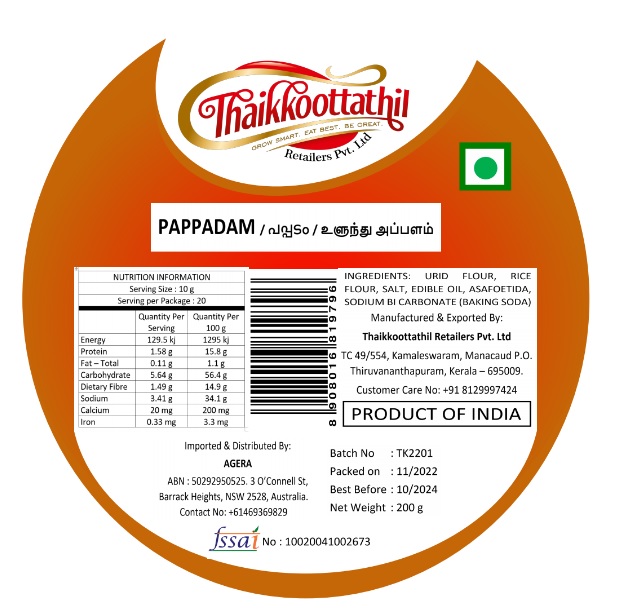 Thaikkoottathil
GROW SMART. EAT BEST. BE GREAT.
Retailers Pvt. Ltd
PAPPADAM / പപ്പടം / உளுந்து அப்பளம்
NUTRITION INFORMATION
Serving Size : 10 g
Serving per Package : 20
Quantity Per Serving Quantity Per 100 g
Energy 129.5 kj 1295 kj
Protein 1.58 g 15.8 g
Fat – Total 0.11 g 1.1 g
Carbohydrate 5.64 g 56.4 g
Dietary Fibre 1.49 g 14.9 g
Sodium 3.41 g 34.1 g
Calcium 20 mg 200 mg
Iron 0.33 mg 3.3 mg
8 908016 819796
INGREDIENTS: URID FLOUR, RICE
FLOUR, SALT, EDIBLE OIL, ASAFOETIDA,
SODIUM BI CARBONATE (BAKING SODA)
Manufactured & Exported By:
Thaikkoottathil Retailers Pvt. Ltd
TC 49/554, Kamaleswaram, Manacaud P.O.
Thiruvananthapuram, Kerala – 695009.
Customer Care No: +91 8129997424
PRODUCT OF INDIA
Imported & Distributed By:
AGERA
ABN : 50292950525. 3 O'Connell St,
Barrack Heights, NSW 2528, Australia.
Contact No: +61469369829
Batch No : TK2201
Packed on : 11/2022
Best Before : 10/2024
Net Weight : 200 g
fssai No : 10020041002673